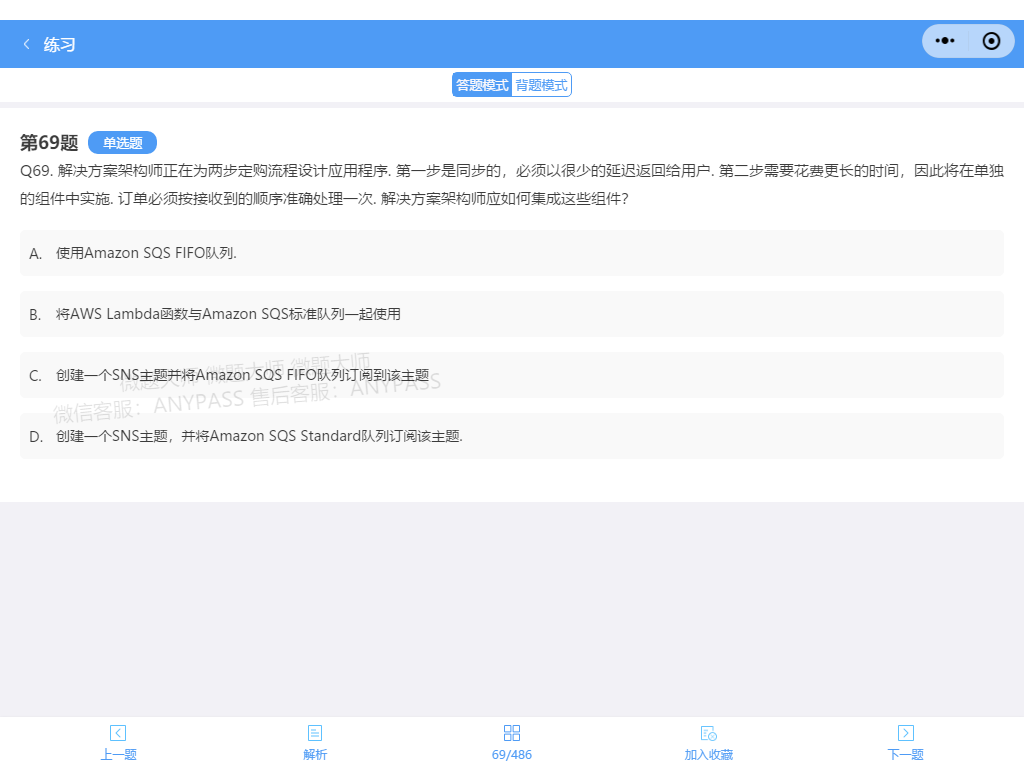 练习
答题模式 背题模式
第69题 单选题
Q69. 解决方案架构师正在为两步定购流程设计应用程序. 第一步是同步的，必须以很少的延迟返回给用户. 第二步需要花费更长的时间，因此将在单独
的组件中实施. 订单必须按接收到的顺序准确处理一次. 解决方案架构师应如何集成这些组件?
A. 使用Amazon SQS FIFO队列.
B. 将AWS Lambda函数与Amazon SQS标准队列一起使用
C. 创建一个SNS主题并将Amazon SQS FIFO队列订阅到该主题
微题大师 微题大师 微题大师
微信客服：ANYPASS 售后客服：ANYPASS
D. 创建一个SNS主题，并将Amazon SQS Standard队列订阅该主题.
上一题 解析 69/486 加入收藏 下一题